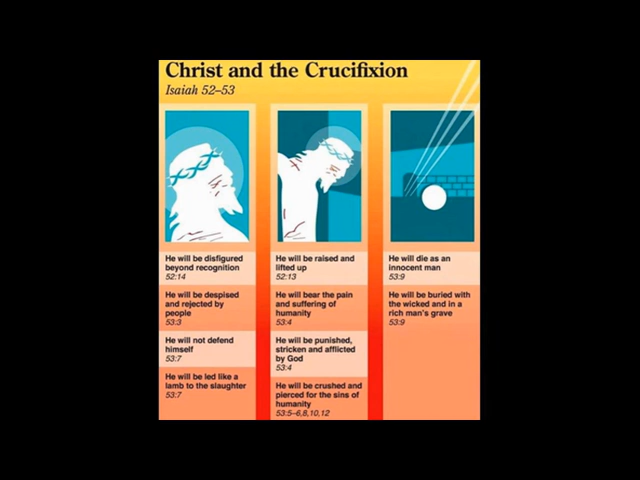 Christ and the Crucifixion
Isaiah 52–53
He will be disfigured
beyond recognition
52:14
He will be despised
and rejected by
people
53:3
He will not defend
himself
53:7
He will be led like a
lamb to the slaughter
53:7
He will be raised and
lifted up
52:13
He will bear the pain
and suffering of
humanity
53:4
He will be punished,
stricken and afflicted
by God
53:4
He will be crushed and
pierced for the sins of
humanity
53:5–6,8,10,12
He will die as an
innocent man
53:9
He will be buried with
the wicked and in a
rich man's grave
53:9